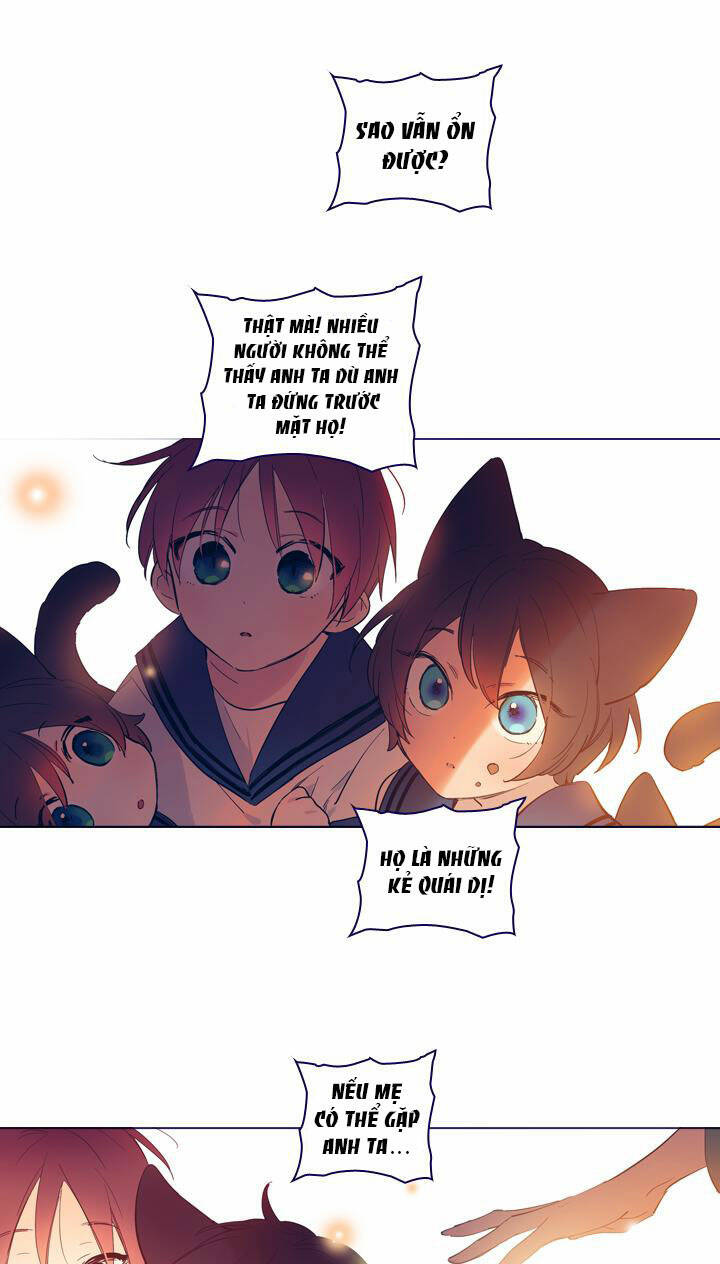 SAO VẪN ỔN
ĐƯỢC?
THẬT MÀ! NHIỀU
NGƯỜI KHÔNG THỂ
THẤY ANH TA DÙ ANH
TA ĐỨNG TRƯỚC
MẶT HỌ!
HỌ LÀ NHỮNG
KẺ QUÁI DỊ!
NẾU MẸ
CÓ THỂ GẶP
ANH TA...